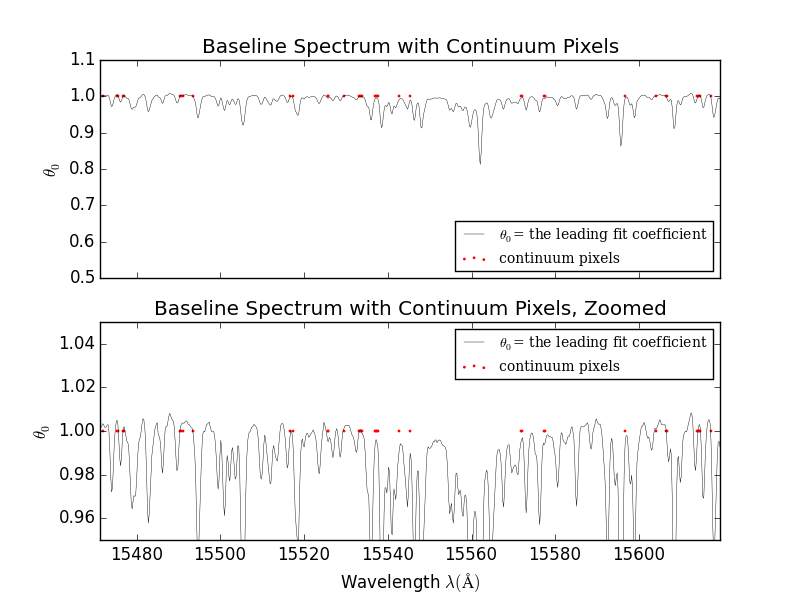 Baseline Spectrum with Continuum Pixels
1.1
1.0
0.9
0.8
0.7
0.6
0.5
θ₀
θ₀ = the leading fit coefficient
continuum pixels
Baseline Spectrum with Continuum Pixels, Zoomed
1.04
1.02
1.00
0.98
0.96
θ₀
θ₀ = the leading fit coefficient
continuum pixels
15480 15500 15520 15540 15560 15580 15600
Wavelength λ(Å)